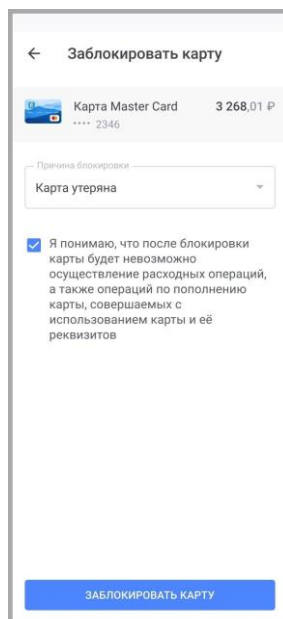 Заблокировать карту
Карта Master Card 3 268,01 ₽
•••• 2346
Причина блокировки
Карта утеряна
Я понимаю, что после блокировки
карты будет невозможно
осуществление расходных операций,
а также операций по пополнению
карты, совершаемых с
использованием карты и её
реквизитов
ЗАБЛОКИРОВАТЬ КАРТУ